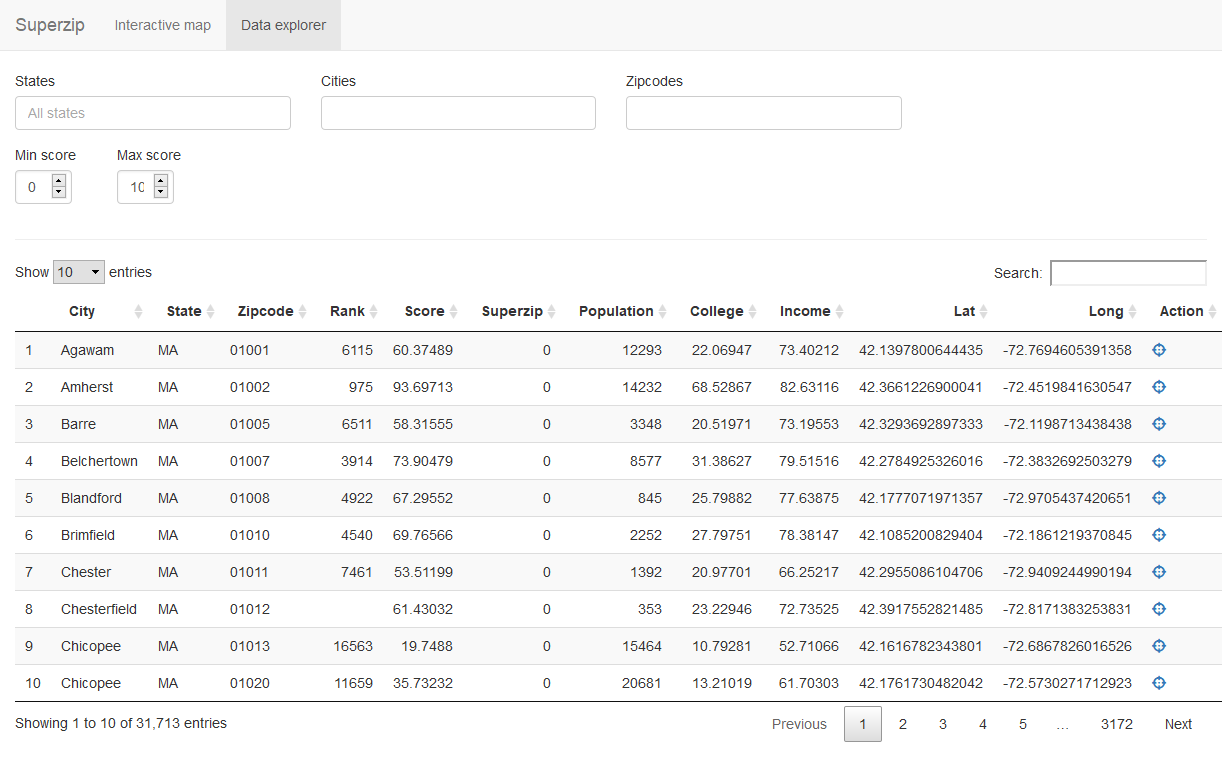 Superzip Interactive map Data explorer
States Cities Zipcodes
All states
Min score Max score
0 10
Show 10 entries Search:
City State Zipcode Rank Score Superzip Population College Income Lat Long Action
1 Agawam MA 01001 6115 60.37489 0 12293 22.06947 73.40212 42.1397800644435 -72.7694605391358
2 Amherst MA 01002 975 93.69713 0 14232 68.52867 82.63116 42.3661226900041 -72.4519841630547
3 Barre MA 01005 6511 58.31555 0 3348 20.51971 73.19553 42.3293692897333 -72.1198713438438
4 Belchertown MA 01007 3914 73.90479 0 8577 31.38627 79.51516 42.2784925326016 -72.3832692503279
5 Blandford MA 01008 4922 67.29552 0 845 25.79882 77.63875 42.1777071971357 -72.9705437420651
6 Brimfield MA 01010 4540 69.76566 0 2252 27.79751 78.38147 42.1085200829404 -72.1861219370845
7 Chester MA 01011 7461 53.51199 0 1392 20.97701 66.25217 42.2955086104706 -72.9409244990194
8 Chesterfield MA 01012 61.43032 0 353 23.22946 72.73525 42.3917552821485 -72.8171383253831
9 Chicopee MA 01013 16563 19.7488 0 15464 10.79281 52.71066 42.1616782343801 -72.6867826016526
10 Chicopee MA 01020 11659 35.73232 0 20681 13.21019 61.70303 42.1761730482042 -72.5730271712923
Showing 1 to 10 of 31,713 entries Previous 1 2 3 4 5 … 3172 Next